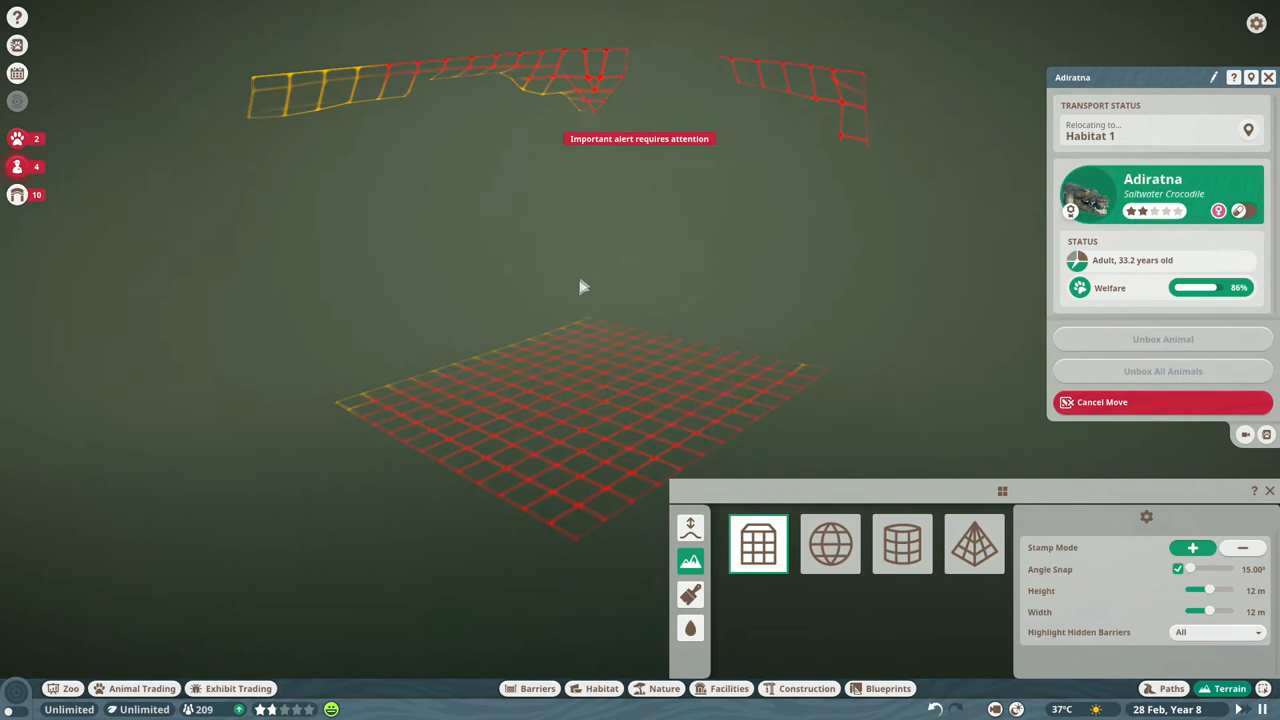 ?
2
4
10
Important alert requires attention
Adiratna
?
TRANSPORT STATUS
Relocating to...
Habitat 1
Adiratna
Saltwater Crocodile
STATUS
Adult, 33.2 years old
Welfare
86%
Unbox Animal
Unbox All Animals
Cancel Move
?
Stamp Mode
Angle Snap
15.00°
Height
12 m
Width
12 m
Highlight Hidden Barriers
All
Zoo
Animal Trading
Exhibit Trading
Barriers
Habitat
Nature
Facilities
Construction
Blueprints
Paths
Terrain
Unlimited
Unlimited
209
37°C
28 Feb, Year 8